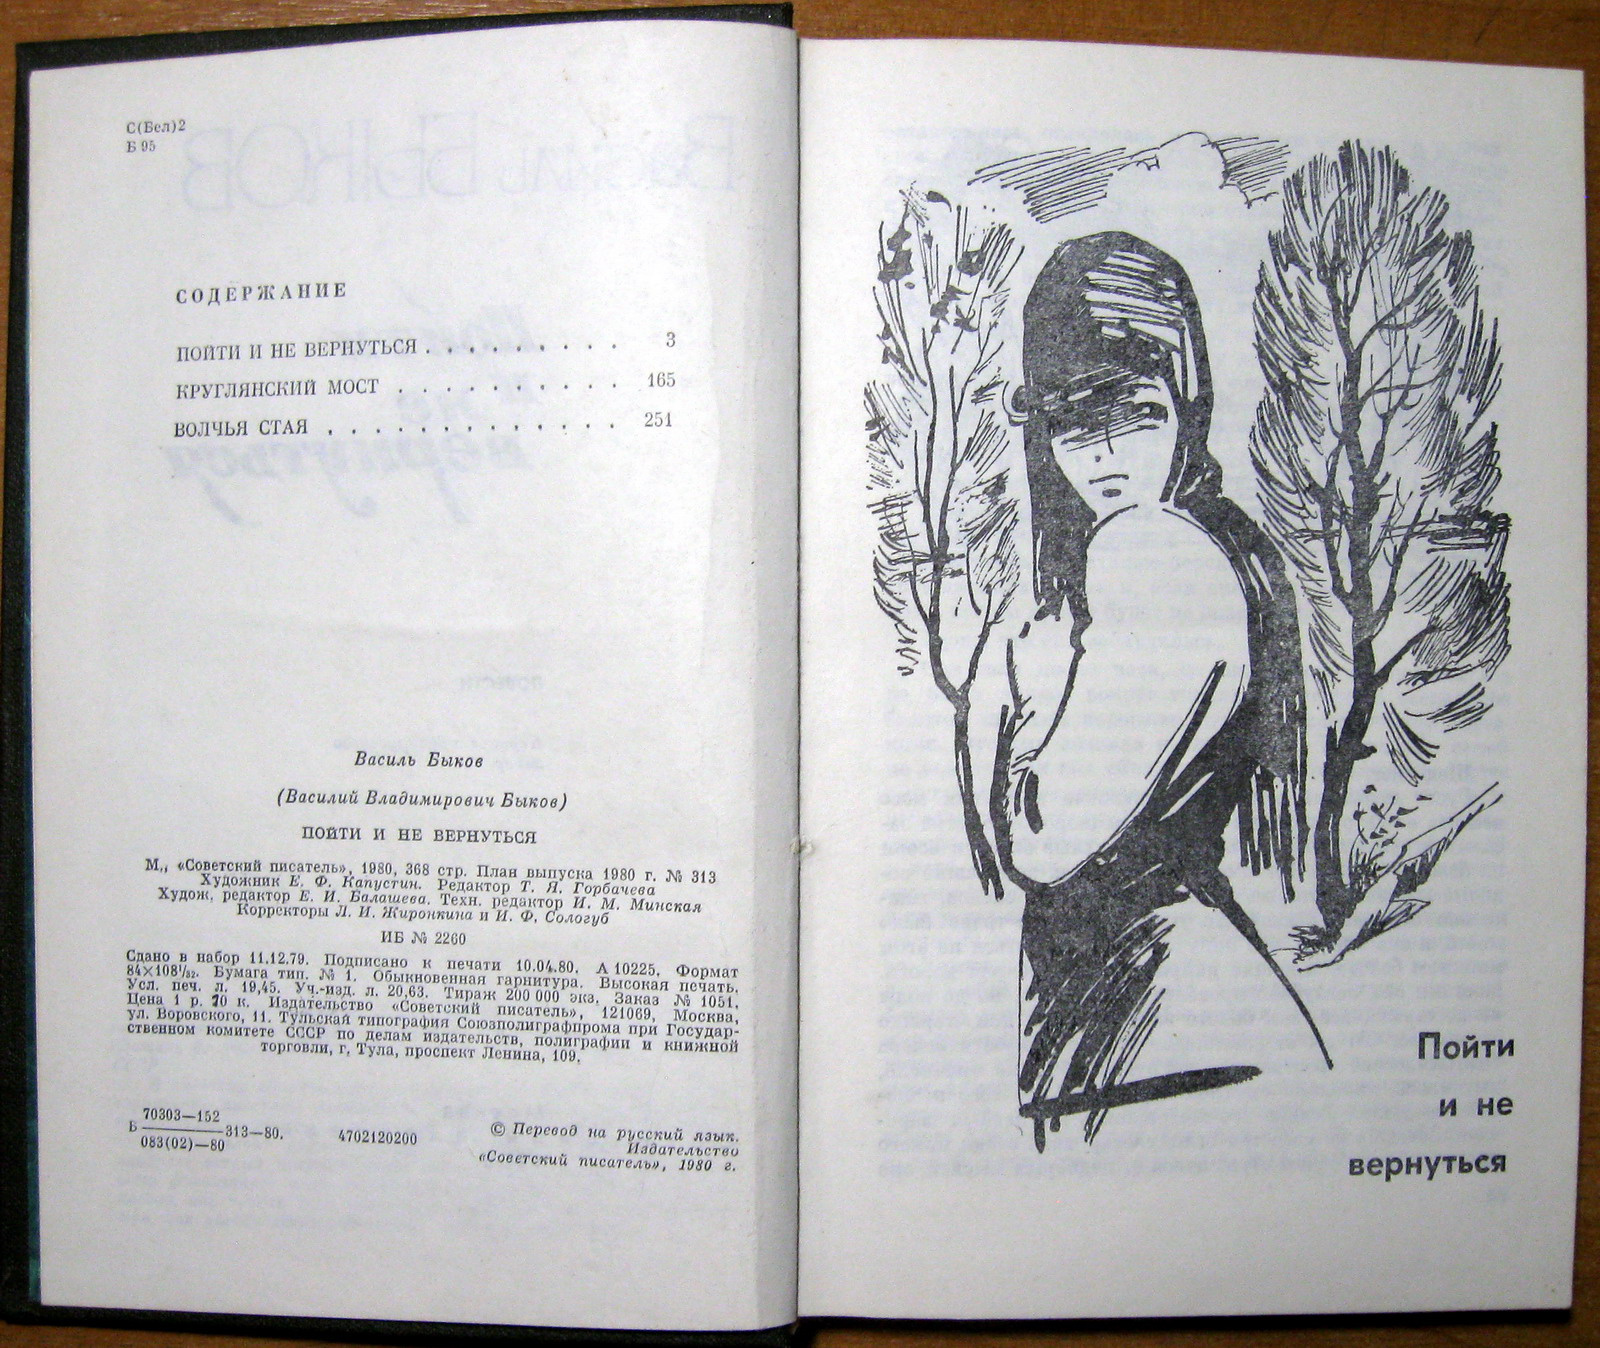 С(Бел)2
Б 95
СОДЕРЖАНИЕ
ПОЙТИ И НЕ ВЕРНУТЬСЯ . . . . . . . . . 3
КРУГЛЯНСКИЙ МОСТ . . . . . . . . . . 165
ВОЛЧЬЯ СТАЯ . . . . . . . . . . . . . 251
Василь Быков
(Василий Владимирович Быков)
ПОЙТИ И НЕ ВЕРНУТЬСЯ
М., «Советский писатель», 1980, 368 стр. План выпуска 1980 г. № 313
Художник Е. Ф. Капустин. Редактор Т. Я. Горбачева
Худож. редактор Е. И. Балашева. Техн. редактор И. М. Минская
Корректоры Л. И. Жиронкина и И. Ф. Сологуб
ИБ № 2260
Сдано в набор 11.12.79. Подписано к печати 10.04.80. А 10225. Формат
84×108¹/₃₂. Бумага тип. № 1. Обыкновенная гарнитура. Высокая печать.
Усл. печ. л. 19,45. Уч.-изд. л. 20,63. Тираж 200 000 экз. Заказ № 1051.
Цена 1 р. 70 к. Издательство «Советский писатель», 121069, Москва,
ул. Воровского, 11. Тульская типография Союзполиграфпрома при Государ-
ственном комитете СССР по делам издательств, полиграфии и книжной
торговли, г. Тула, проспект Ленина, 109.
70303—152
Б ———— 313—80.
083(02)—80
4702120200
© Перевод на русский язык.
Издательство
«Советский писатель», 1980 г.
Пойти
и не
вернуться